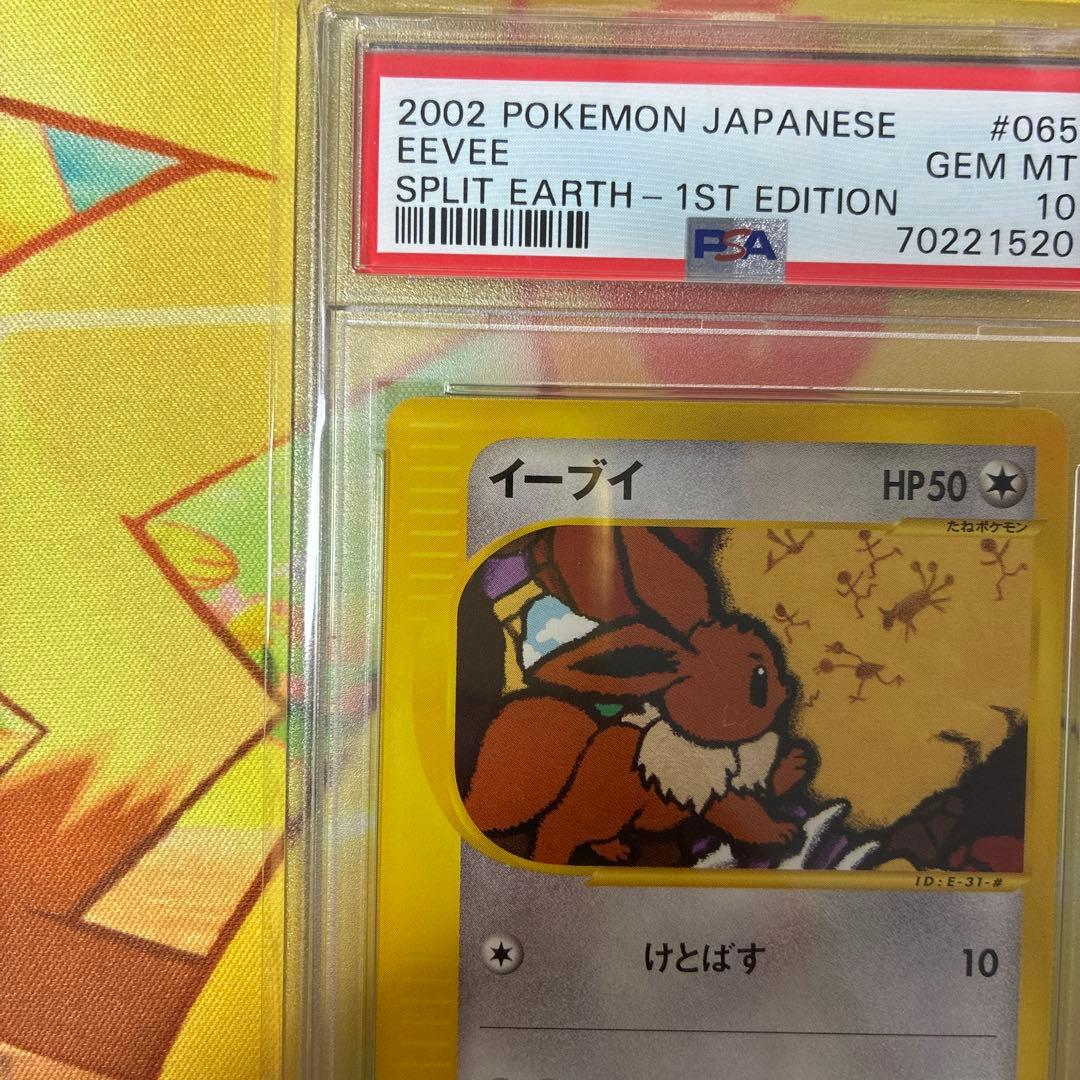 2002 POKEMON JAPANESE #065
EEVEE GEM MT
SPLIT EARTH – 1ST EDITION 10
PSA 70221520
イーブイ HP50
たねポケモン
ID:E-31-#
けとばす 10